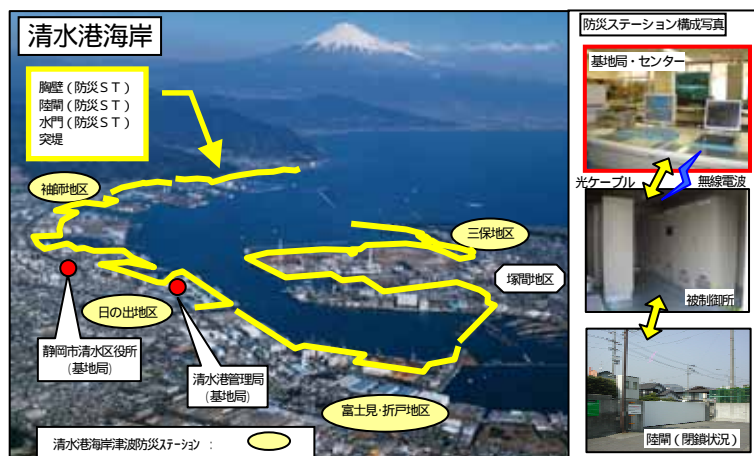 清水港海岸
胸壁(防災ST)
陸閘(防災ST)
水門(防災ST)
突堤
袖師地区
三保地区
塚間地区
日の出地区
静岡市清水区役所
(基地局)
清水港管理局
(基地局)
富士見・折戸地区
清水港海岸津波防災ステーション :
防災ステーション構成写真
基地局・センター
光ケーブル
無線電波
被制御所
陸閘(閉鎖状況)